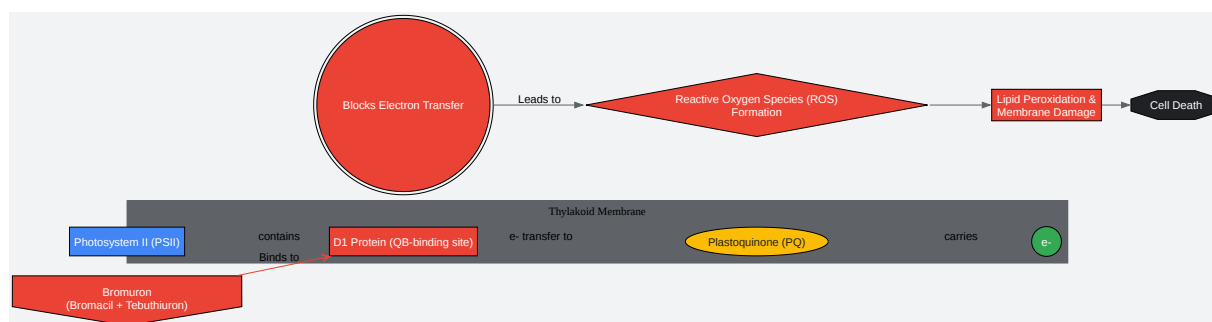 Blocks Electron Transfer
Leads to
Reactive Oxygen Species (ROS)
Formation
Lipid Peroxidation &
Membrane Damage
Cell Death
Thylakoid Membrane
Photosystem II (PSII)
contains
D1 Protein (QB-binding site)
e- transfer to
Plastoquinone (PQ)
carries
e-
Binds to
Bromuron
(Bromacil + Tebuthiuron)